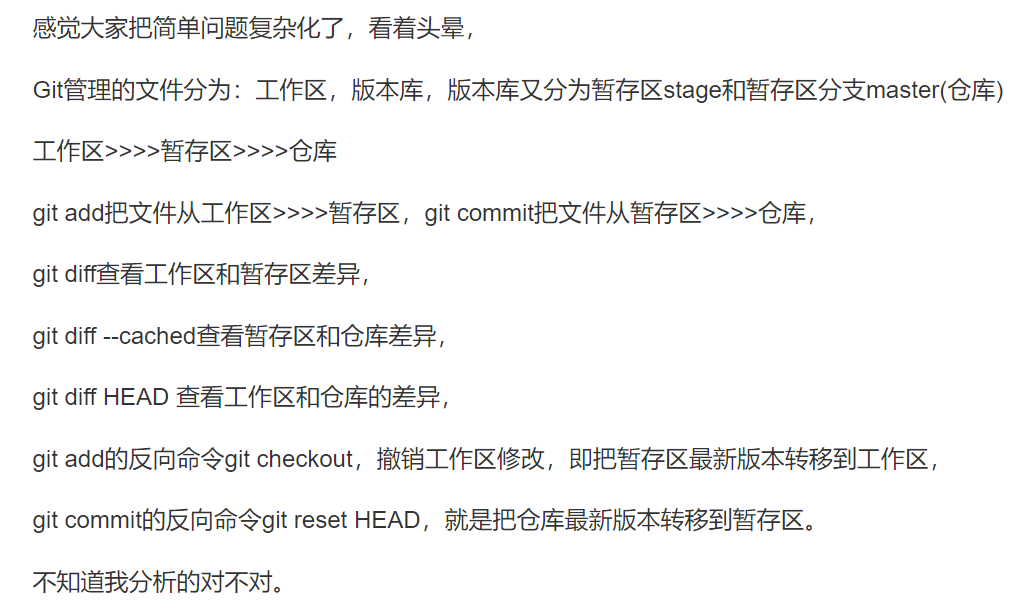 感觉大家把简单问题复杂化了，看着头晕，
Git管理的文件分为：工作区，版本库，版本库又分为暂存区stage和暂存区分支master(仓库)
工作区>>>>暂存区>>>>仓库
git add把文件从工作区>>>>暂存区，git commit把文件从暂存区>>>>仓库，
git diff查看工作区和暂存区差异，
git diff --cached查看暂存区和仓库差异，
git diff HEAD 查看工作区和仓库的差异，
git add的反向命令git checkout，撤销工作区修改，即把暂存区最新版本转移到工作区，
git commit的反向命令git reset HEAD，就是把仓库最新版本转移到暂存区。
不知道我分析的对不对。